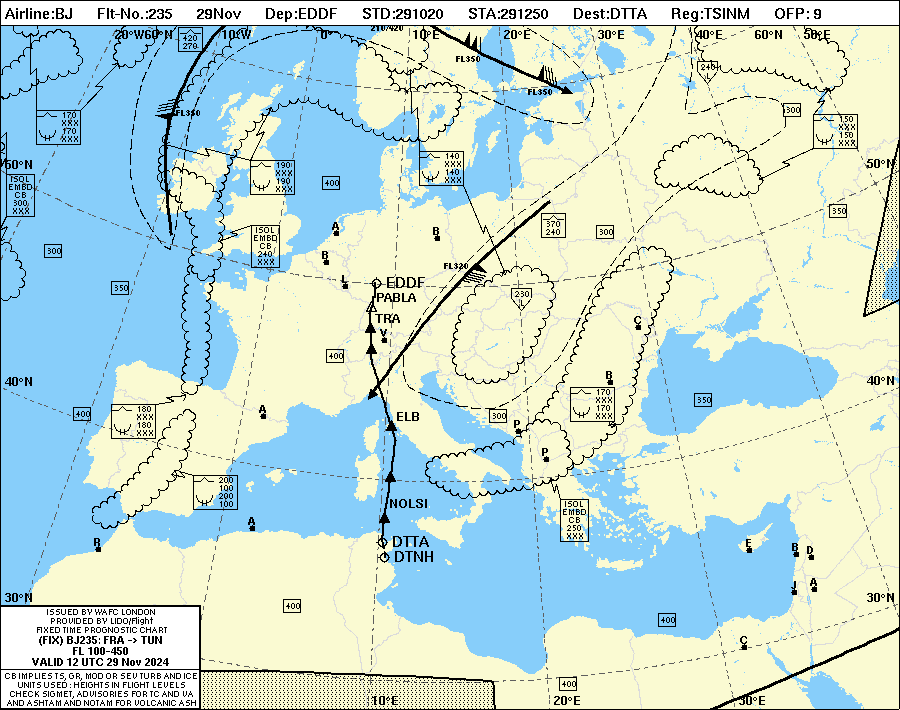 Airline:BJ Flt-No.:235 29Nov Dep:EDDF STD:291020 STA:291250 Dest:DTTA Reg:TSINM OFP: 9
20°W60°N 10°W 0° 10°E 20°E 30°E 40°E 60°N 50°E
420
270
210/420
FL350
FL350
FL350
240
300
170
XXX
170
XXX
150
XXX
150
XXX
50°N
50°N
140
XXX
140
XXX
190
XXX
190
XXX
400
ISOL
EMBD
CB
300
XXX
350
370
240
300
300
ISOL
EMBD
CB
240
XXX
A
B
B
L
FL320
EDDF
PABLA
TRA
V
350
230
C
400
40°N
40°N
B
170
XXX
170
XXX
350
400
180
XXX
180
XXX
A
ELB
300
P
P
200
100
200
100
NOLSI
ISOL
EMBD
CB
250
XXX
A
R
DTTA
DTNH
E
B
D
J
A
30°N
30°N
400
400
C
400
ISSUED BY WAFC LONDON
PROVIDED BY LIDO/Flight
FIXED TIME PROGNOSTIC CHART
(FIX) BJ235: FRA -> TUN
FL 100-450
VALID 12 UTC 29 Nov 2024
CB IMPLIES TS, GR, MOD OR SEV TURB AND ICE
UNITS USED: HEIGHTS IN FLIGHT LEVELS
CHECK SIGMET, ADVISORIES FOR TC AND VA
AND ASHTAM AND NOTAM FOR VOLCANIC ASH
10°E
20°E
30°E